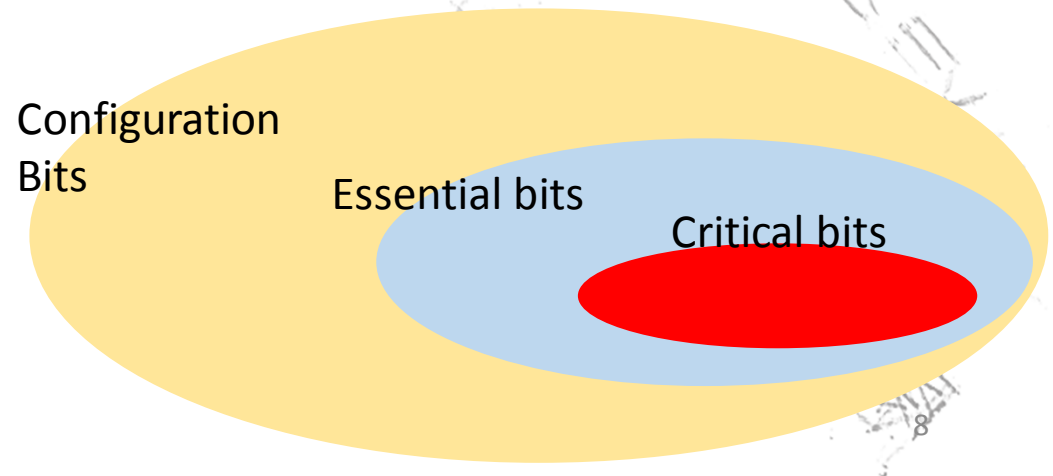 Configuration
Bits
Essential bits
Critical bits
8